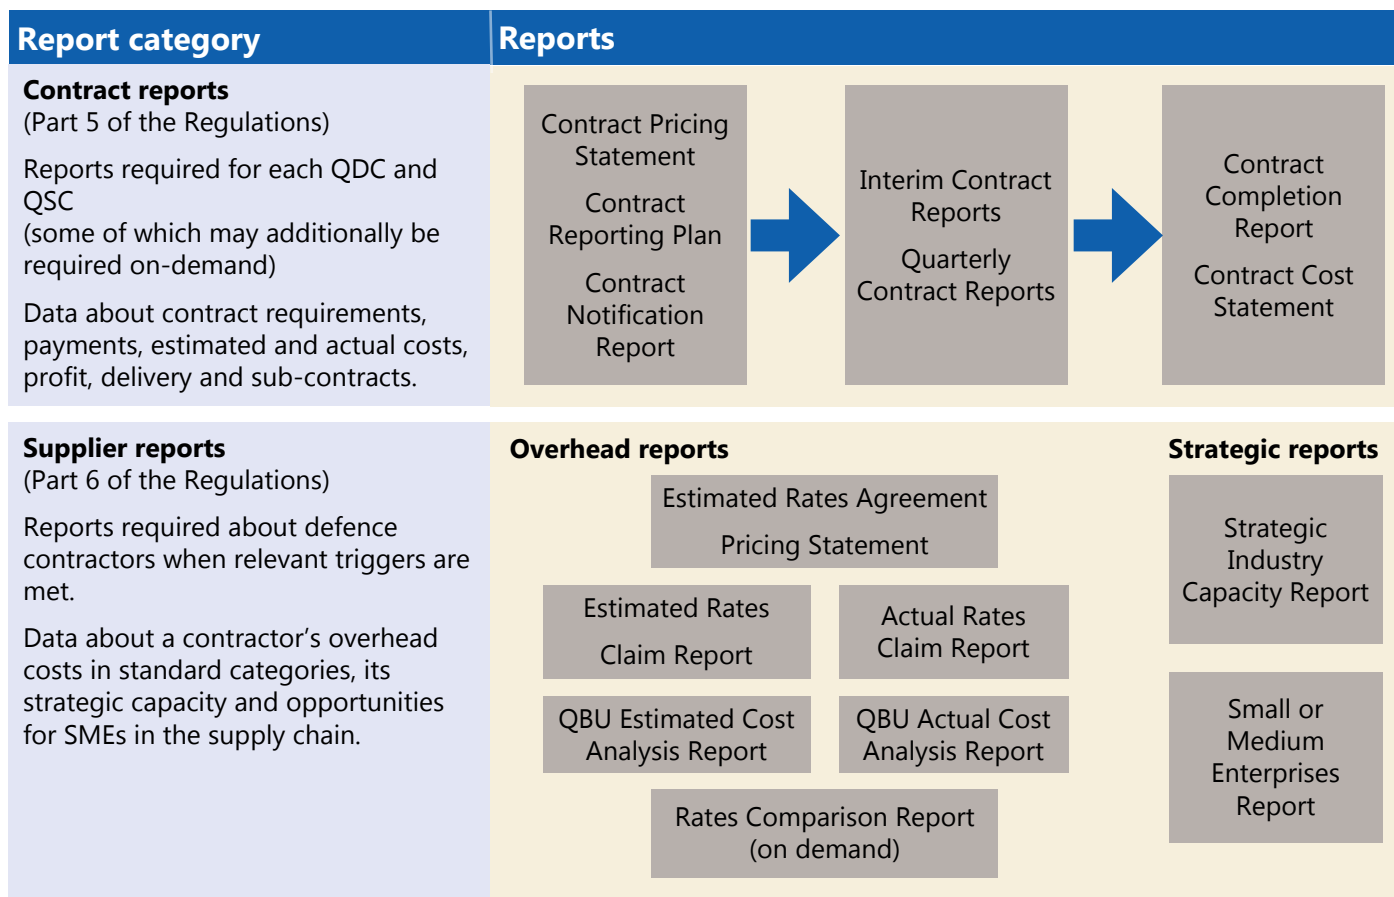 Report category
Reports
Contract reports
(Part 5 of the Regulations)
Reports required for each QDC and
QSC
(some of which may additionally be
required on-demand)
Data about contract requirements,
payments, estimated and actual costs,
profit, delivery and sub-contracts.
Contract Pricing
Statement
Contract
Reporting Plan
Contract
Notification
Report
Interim Contract
Reports
Quarterly
Contract Reports
Contract
Completion
Report
Contract Cost
Statement
Supplier reports
(Part 6 of the Regulations)
Reports required about defence
contractors when relevant triggers are
met.
Data about a contractor’s overhead
costs in standard categories, its
strategic capacity and opportunities
for SMEs in the supply chain.
Overhead reports
Estimated Rates Agreement
Pricing Statement
Estimated Rates
Claim Report
Actual Rates
Claim Report
QBU Estimated Cost
Analysis Report
QBU Actual Cost
Analysis Report
Rates Comparison Report
(on demand)
Strategic reports
Strategic
Industry
Capacity Report
Small or
Medium
Enterprises
Report